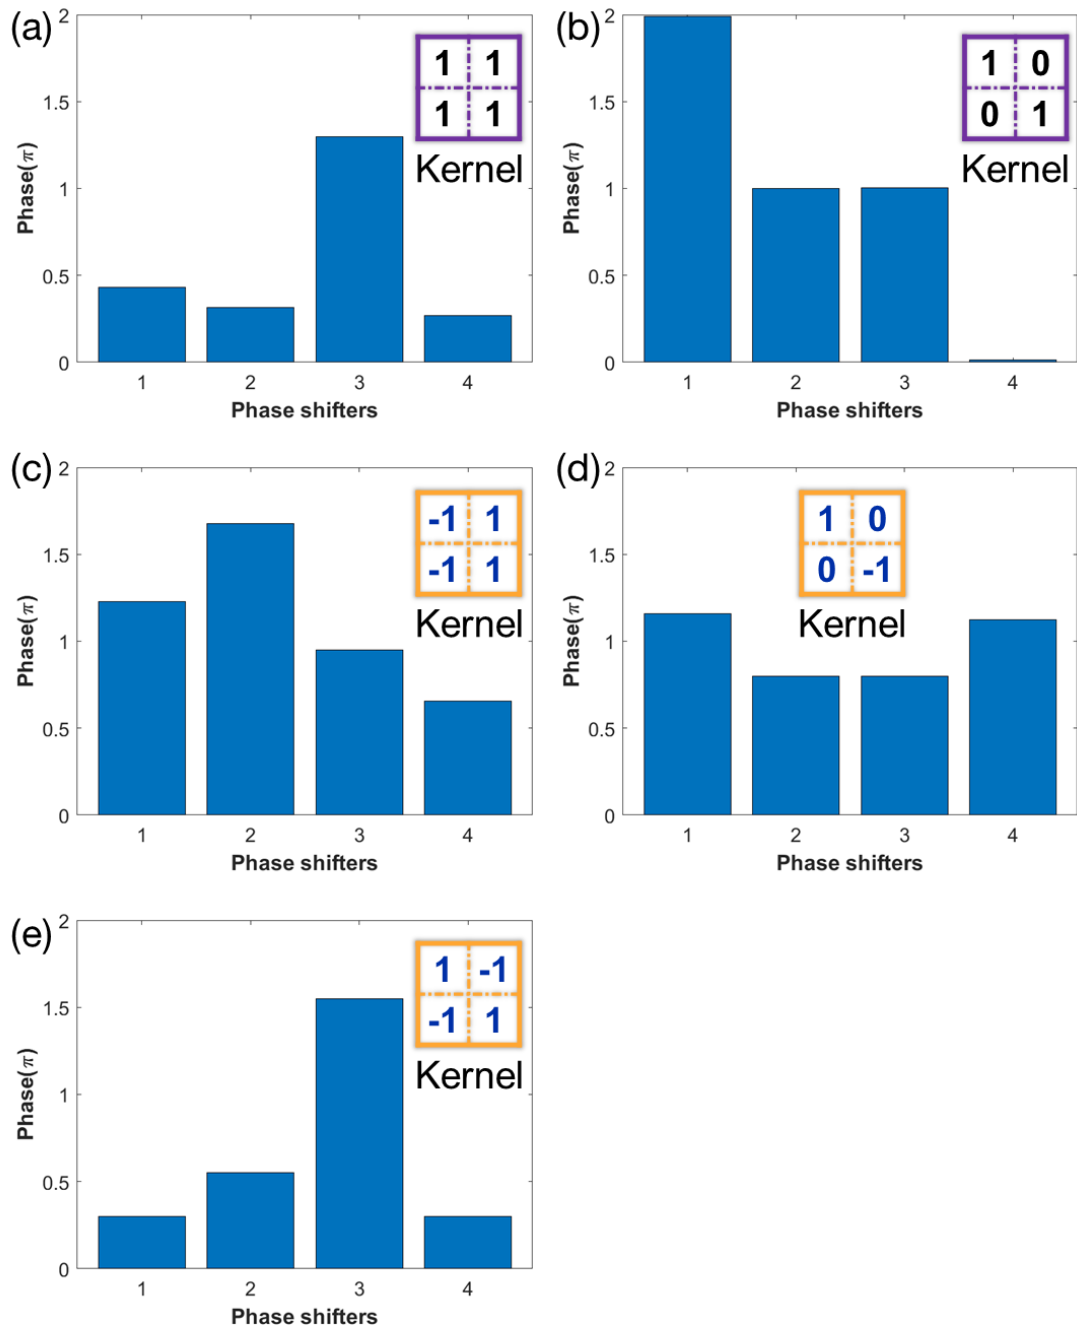 (a)
2
1.5
1
0.5
0
Phase(π)
1 1
1 1
Kernel
1 2 3 4
Phase shifters
(b)
2
1.5
1
0.5
0
Phase(π)
1 0
0 1
Kernel
1 2 3 4
Phase shifters
(c)
2
1.5
1
0.5
0
Phase(π)
-1 1
-1 1
Kernel
1 2 3 4
Phase shifters
(d)
2
1.5
1
0.5
0
Phase(π)
1 0
0 -1
Kernel
1 2 3 4
Phase shifters
(e)
2
1.5
1
0.5
0
Phase(π)
1 -1
-1 1
Kernel
1 2 3 4
Phase shifters